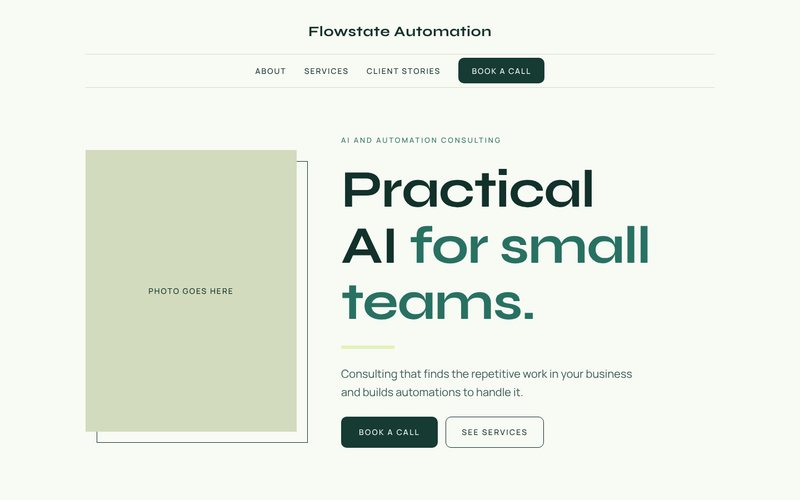 Flowstate Automation
ABOUT SERVICES CLIENT STORIES BOOK A CALL
AI AND AUTOMATION CONSULTING
Practical
AI for small
teams.
PHOTO GOES HERE
Consulting that finds the repetitive work in your business
and builds automations to handle it.
BOOK A CALL SEE SERVICES